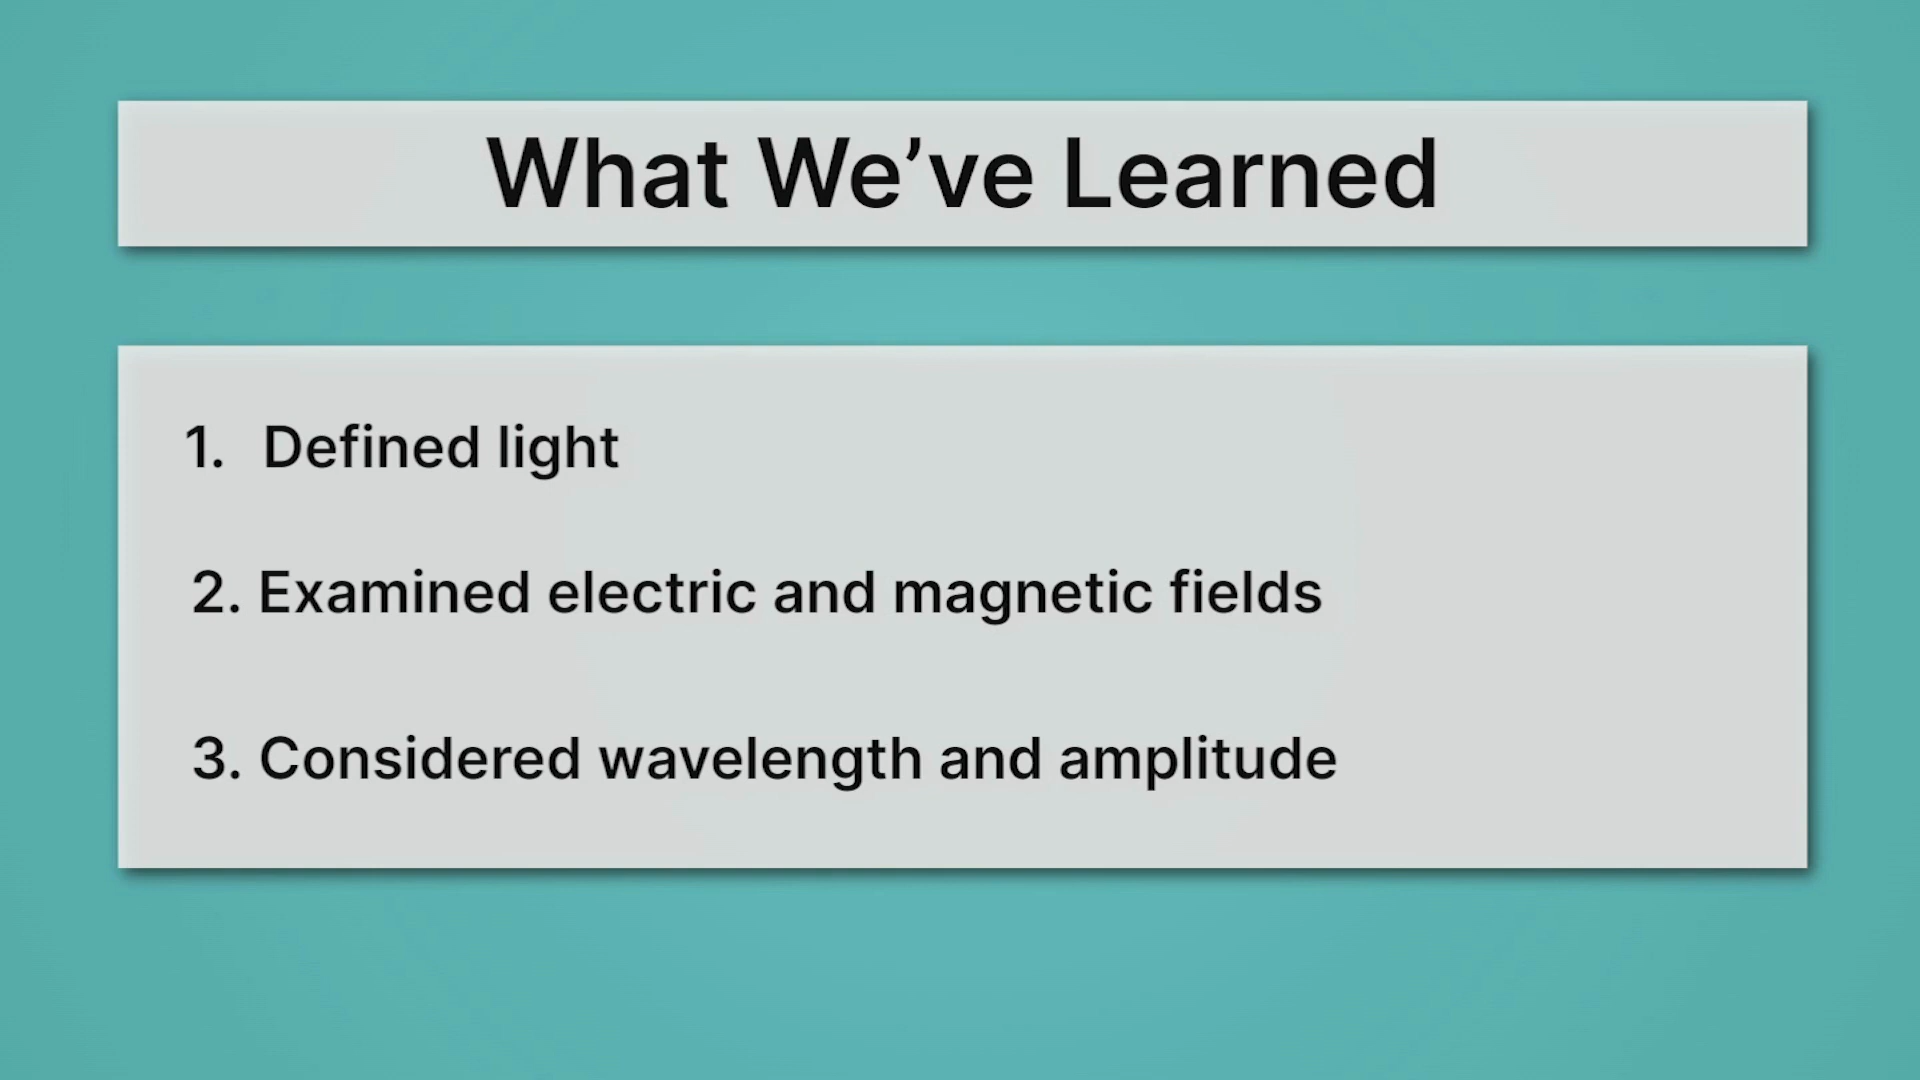 What We’ve Learned
1. Defined light
2. Examined electric and magnetic fields
3. Considered wavelength and amplitude